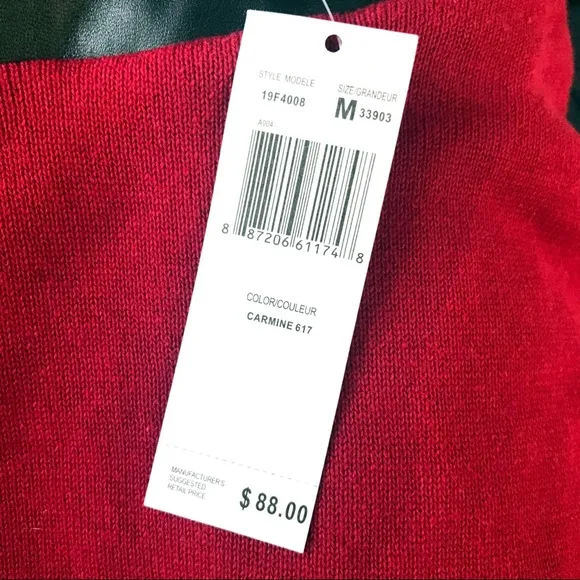 STYLE MODELE SIZE/GRANDEUR
19F4008 M 33903
A004
8 87206 61174 8
COLOR/COULEUR
CARMINE 617
MANUFACTURER'S
SUGGESTED
RETAIL PRICE
$88.00